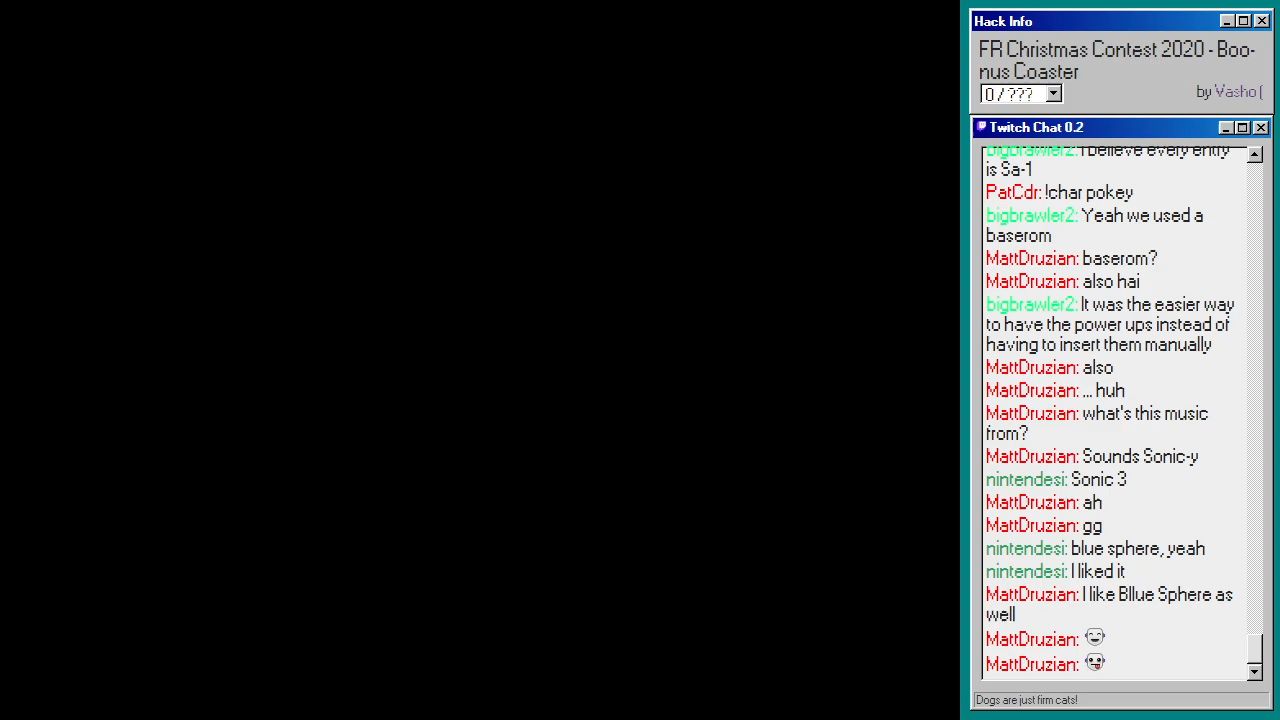 Hack Info
FR Christmas Contest 2020 - Boo-
nus Coaster
0 / ???
by Vasho (
Twitch Chat 0.2
bigbrawler2: I believe every entry
is Sa-1
PatCdr: !char pokey
bigbrawler2: Yeah we used a
baserom
MattDruzian: baserom?
MattDruzian: also hai
bigbrawler2: It was the easier way
to have the power ups instead of
having to insert them manually
MattDruzian: also
MattDruzian: ... huh
MattDruzian: what's this music
from?
MattDruzian: Sounds Sonic-y
nintendesi: Sonic 3
MattDruzian: ah
MattDruzian: gg
nintendesi: blue sphere, yeah
nintendesi: I liked it
MattDruzian: I like Bllue Sphere as
well
MattDruzian:
MattDruzian:
Dogs are just firm cats!